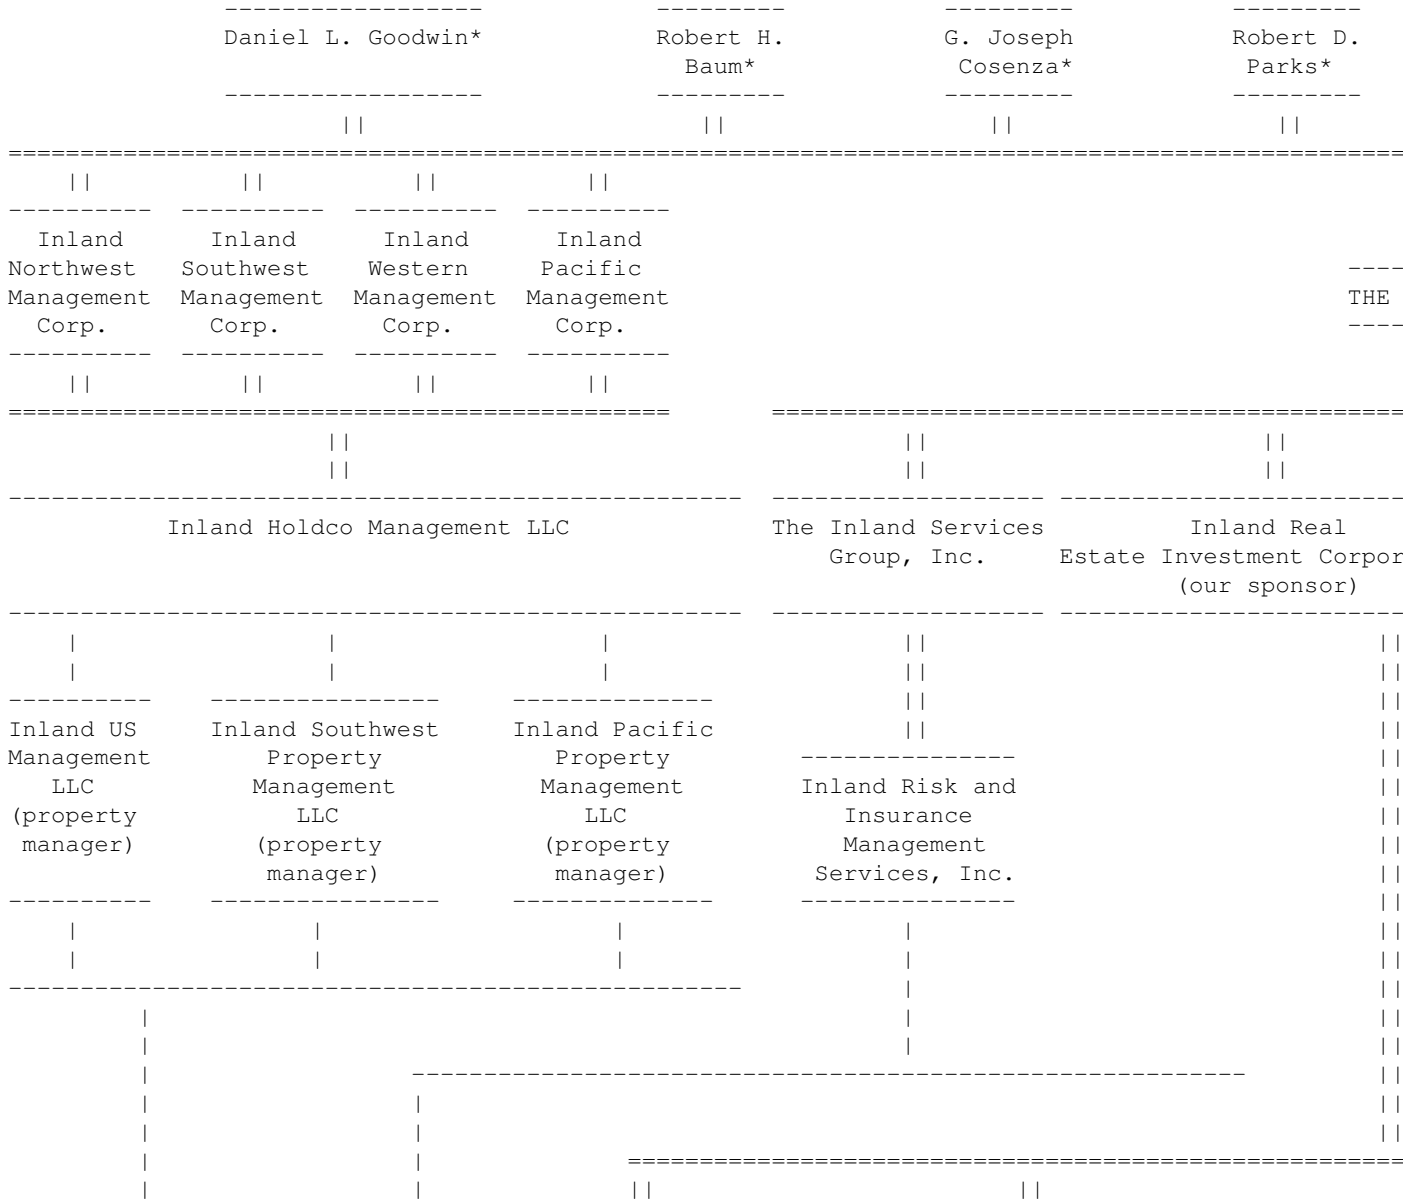 Daniel L. Goodwin* Robert H. G. Joseph Robert D.
Baum* Cosenza* Parks*
Inland Inland Inland Inland
Northwest Southwest Western Pacific
Management Management Management Management THE
Corp. Corp. Corp. Corp.
Inland Holdco Management LLC The Inland Services Inland Real
Group, Inc. Estate Investment Corpor
(our sponsor)
Inland US Inland Southwest Inland Pacific
Management Property Property
LLC Management Management Inland Risk and
(property LLC LLC Insurance
manager) (property (property Management
manager) manager) Services, Inc.